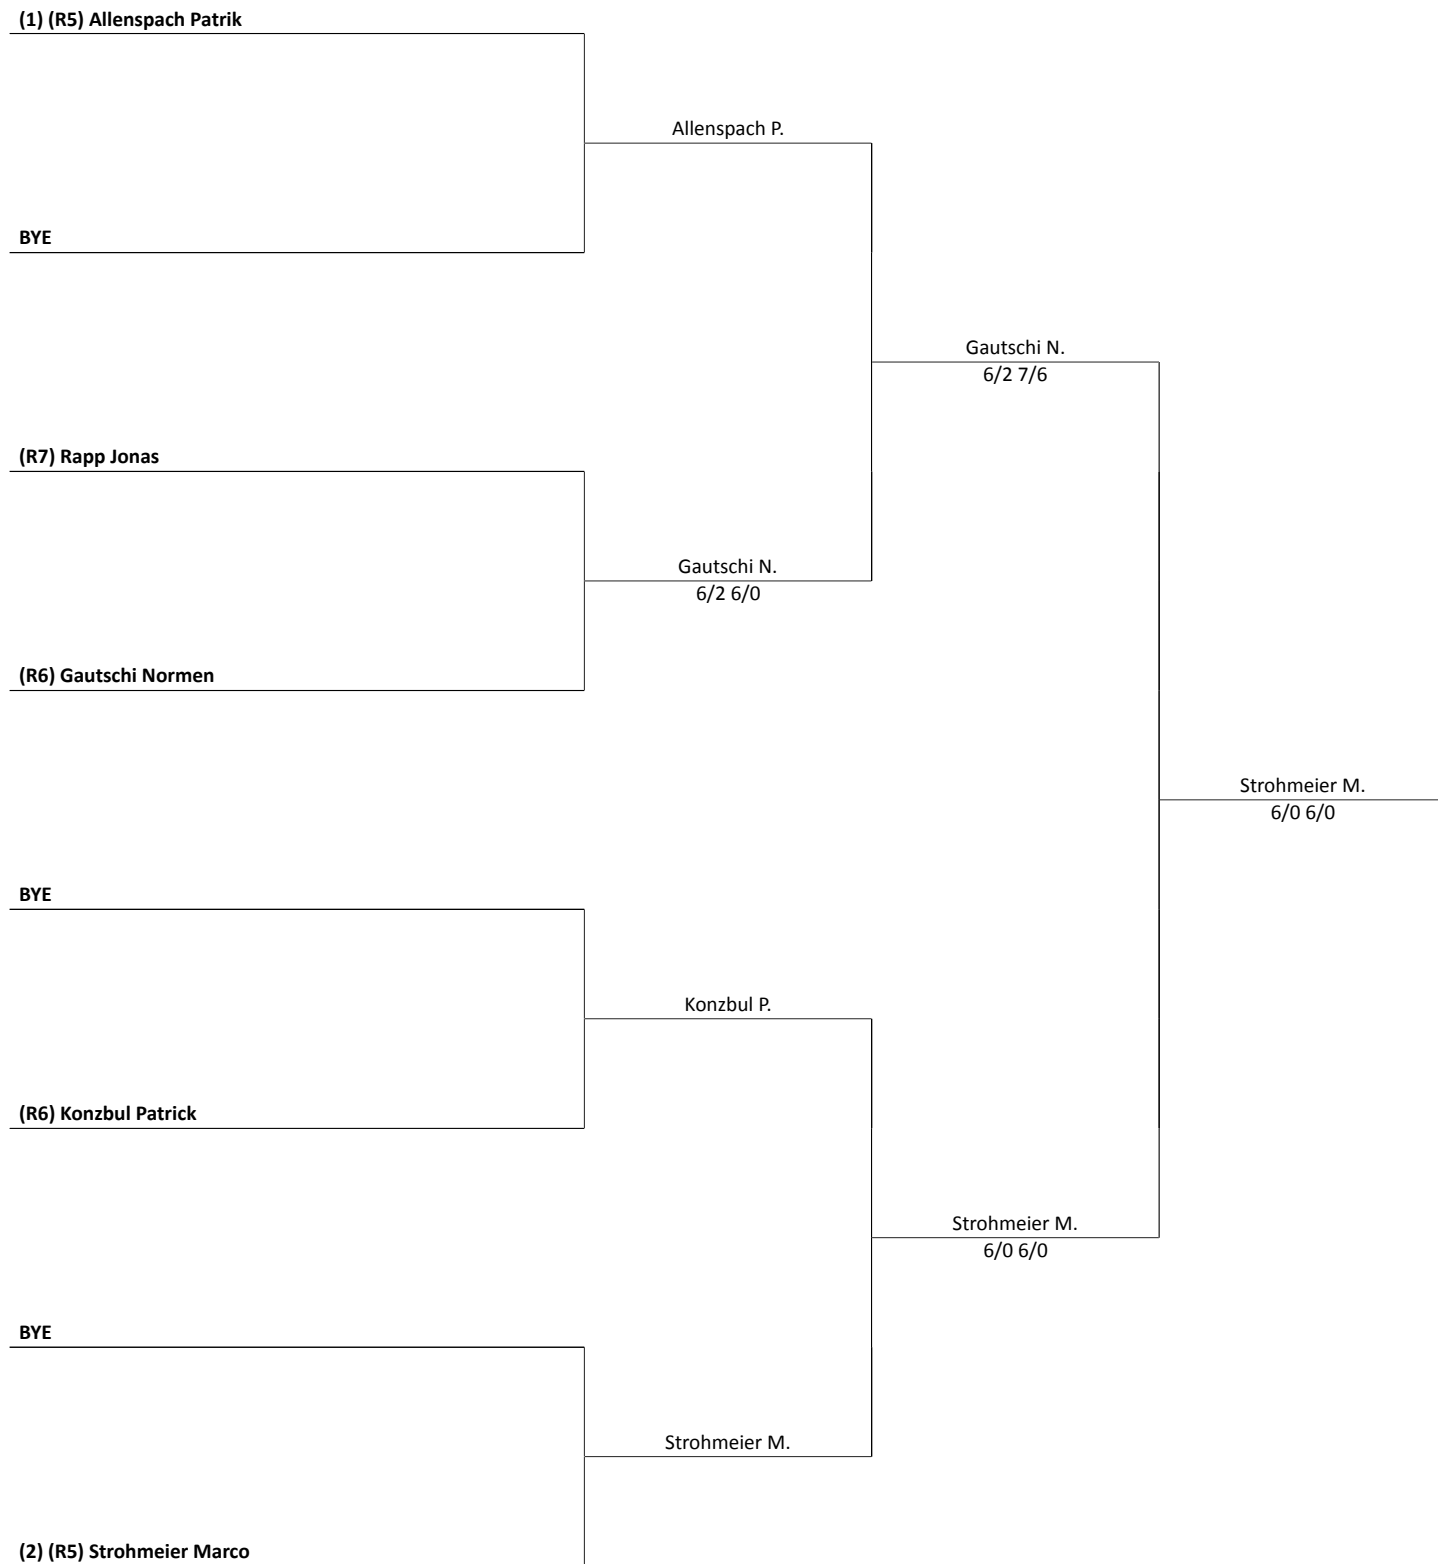 (1) (R5) Allenspach Patrik
Allenspach P.
BYE
Gautschi N.
6/2 7/6
(R7) Rapp Jonas
Gautschi N.
6/2 6/0
(R6) Gautschi Normen
Strohmeier M.
6/0 6/0
BYE
Konzbul P.
(R6) Konzbul Patrick
Strohmeier M.
6/0 6/0
BYE
Strohmeier M.
(2) (R5) Strohmeier Marco